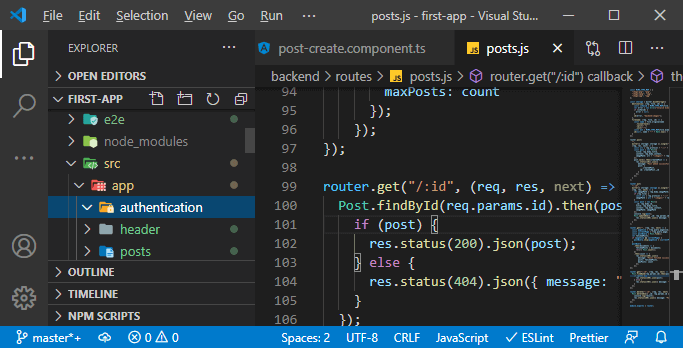 File Edit Selection View Go Run ··· posts.js - first-app - Visual Stu...
EXPLORER
OPEN EDITORS
FIRST-APP
e2e
node_modules
src
app
authentication
header
posts
OUTLINE
TIMELINE
NPM SCRIPTS
post-create.component.ts
JS posts.js
backend > routes > JS posts.js > router.get("/:id") callback > th
94 maxPosts: count
95 });
96 });
97 });
98
99 router.get("/:id", (req, res, next) =>
100 Post.findById(req.params.id).then(pos
101 if (post) {
102 res.status(200).json(post);
103 } else {
104 res.status(404).json({ message: "
105 }
106 });
master*+ 0 0 Spaces: 2 UTF-8 CRLF JavaScript ESLint Prettier